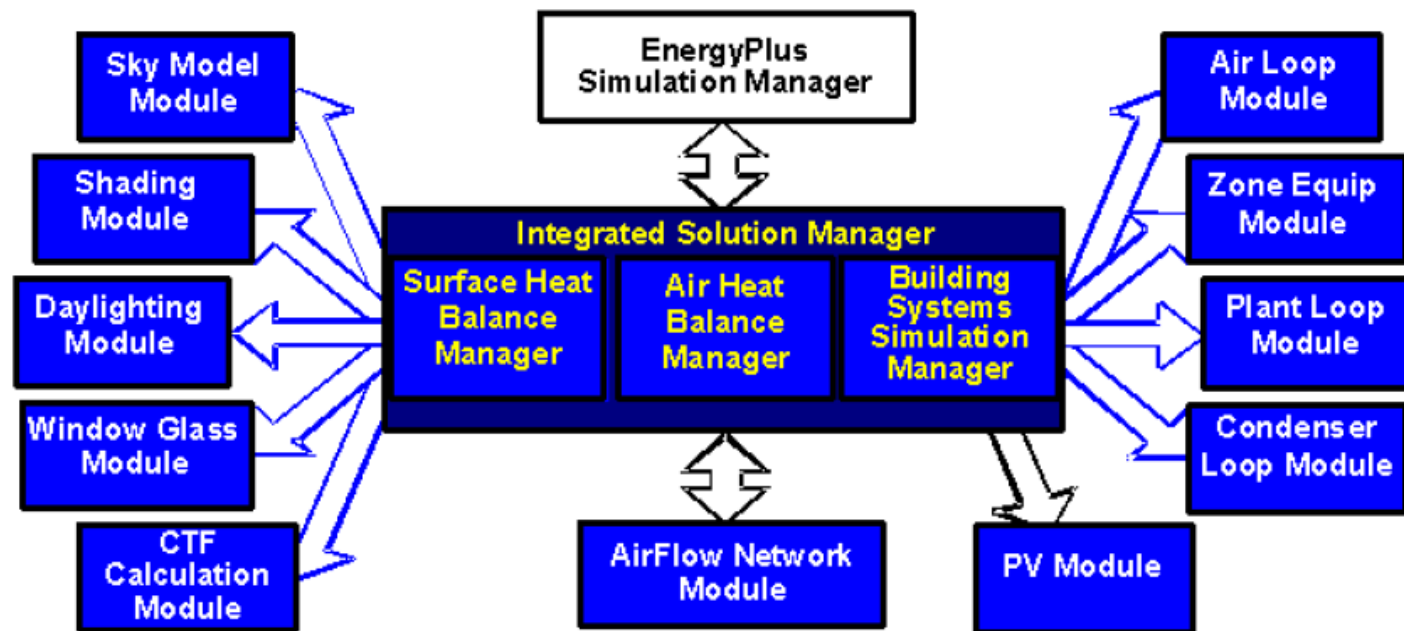 EnergyPlus
Simulation Manager
Sky Model
Module
Shading
Module
Daylighting
Module
Window Glass
Module
CTF
Calculation
Module
Integrated Solution Manager
Surface Heat
Balance
Manager
Air Heat
Balance
Manager
Building
Systems
Simulation
Manager
Air Loop
Module
Zone Equip
Module
Plant Loop
Module
Condenser
Loop Module
AirFlow Network
Module
PV Module